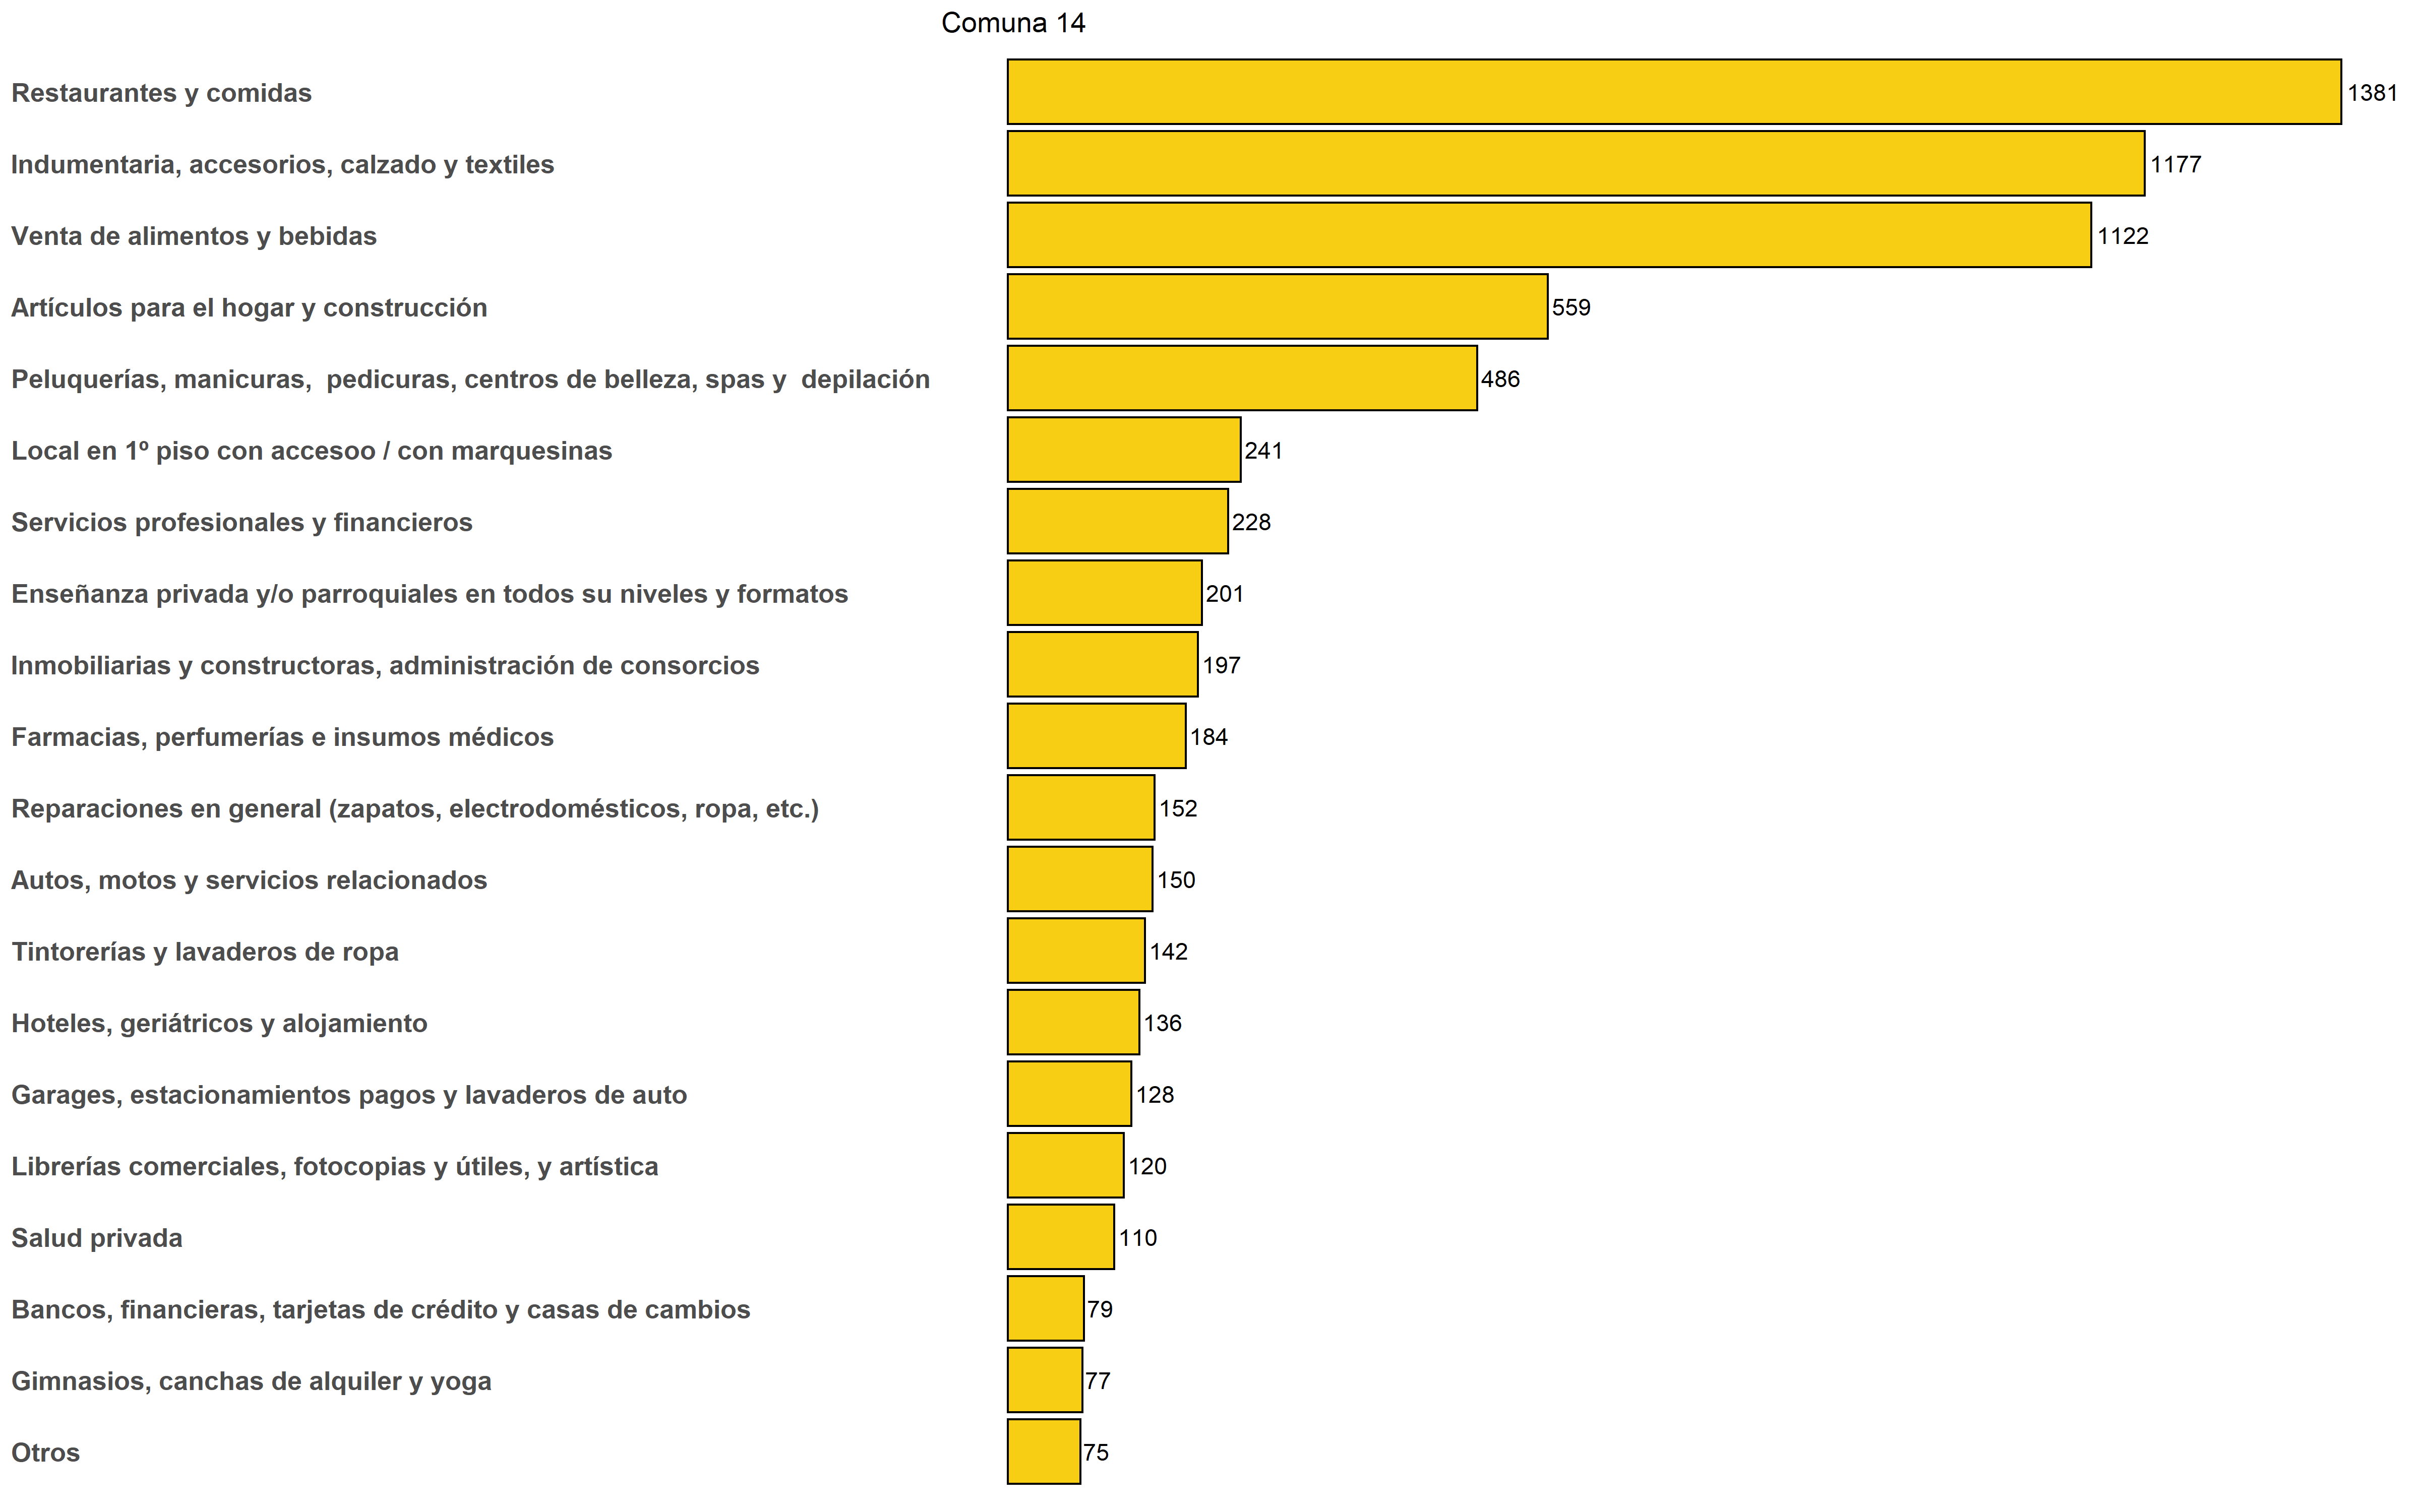 Comuna 14
Restaurantes y comidas 1381
Indumentaria, accesorios, calzado y textiles 1177
Venta de alimentos y bebidas 1122
Artículos para el hogar y construcción 559
Peluquerías, manicuras,  pedicuras, centros de belleza, spas y  depilación 486
Local en 1º piso con accesoo / con marquesinas 241
Servicios profesionales y financieros 228
Enseñanza privada y/o parroquiales en todos su niveles y formatos 201
Inmobiliarias y constructoras, administración de consorcios 197
Farmacias, perfumerías e insumos médicos 184
Reparaciones en general (zapatos, electrodomésticos, ropa, etc.) 152
Autos, motos y servicios relacionados 150
Tintorerías y lavaderos de ropa 142
Hoteles, geriátricos y alojamiento 136
Garages, estacionamientos pagos y lavaderos de auto 128
Librerías comerciales, fotocopias y útiles, y artística 120
Salud privada 110
Bancos, financieras, tarjetas de crédito y casas de cambios 79
Gimnasios, canchas de alquiler y yoga 77
Otros 75